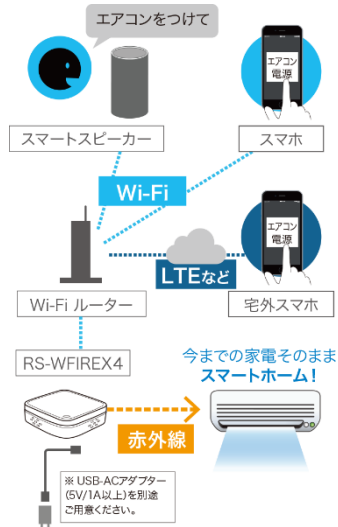 エアコンをつけて
エアコン
電源
スマートスピーカー
スマホ
Wi-Fi
エアコン
電源
LTEなど
Wi-Fi ルーター
宅外スマホ
RS-WFIREX4
今までの家電そのまま
スマートホーム!
赤外線
※ USB-ACアダプター
(5V/1A以上)を別途
ご用意ください。